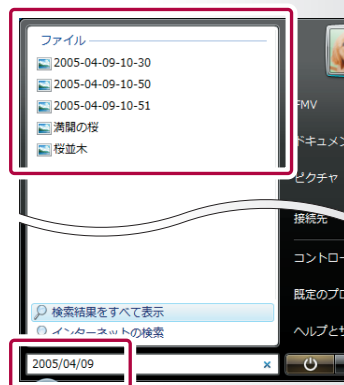 ファイル
2005-04-09-10-30
2005-04-09-10-50
2005-04-09-10-51
満開の桜
桜並木
FMV
ドキュメン
ピクチャ
接続先
コントロー
既定のプロ
ヘルプとサ
検索結果をすべて表示
インターネットの検索
2005/04/09